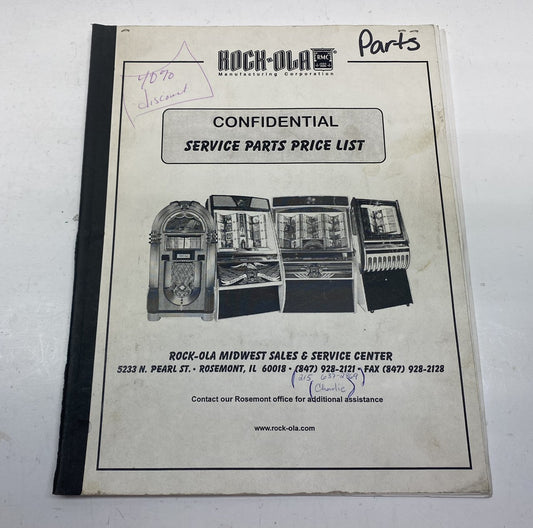 Parts
40%
discount
ROCK-OLA RMC ®
Manufacturing Corporation
CONFIDENTIAL
SERVICE PARTS PRICE LIST
ROCK-OLA MIDWEST SALES & SERVICE CENTER
5233 N. PEARL ST. • ROSEMONT, IL 60018 • (847) 928-2121 • FAX (847) 928-2128
(Charlie)
Contact our Rosemont office for additional assistance
www.rock-ola.com